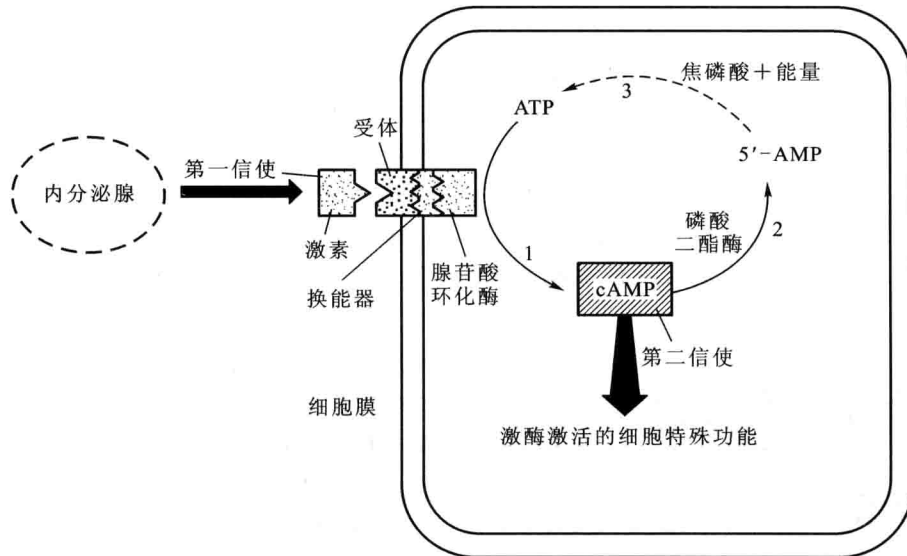 焦磷酸＋能量
3
ATP
受体
5′-AMP
第一信使
内分泌腺
磷酸
二酯酶
2
1
激素
腺苷酸
环化酶
换能器
cAMP
第二信使
细胞膜
激酶激活的细胞特殊功能